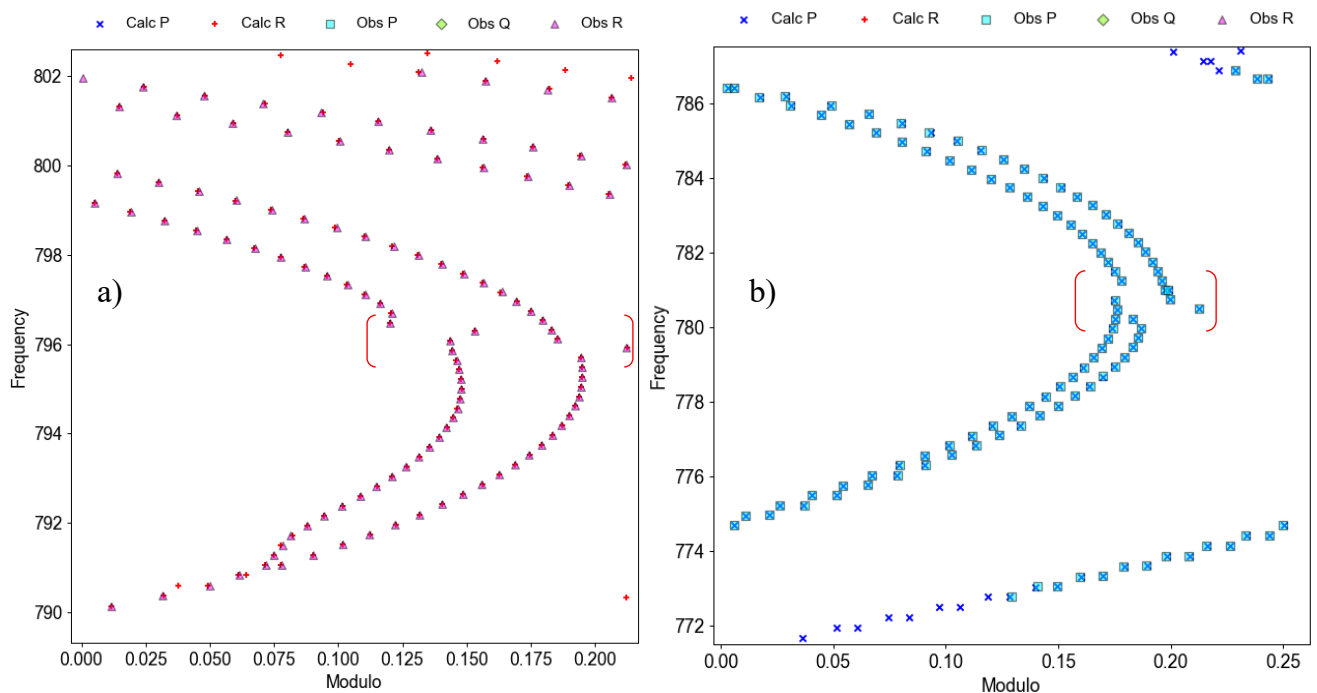 Calc P Calc R Obs P Obs Q Obs R
802
800
798
796
794
792
790
Frequency
a)
0.000 0.025 0.050 0.075 0.100 0.125 0.150 0.175 0.200
Modulo
Calc P Calc R Obs P Obs Q Obs R
786
784
782
780
778
776
774
772
Frequency
b)
0.00 0.05 0.10 0.15 0.20 0.25
Modulo